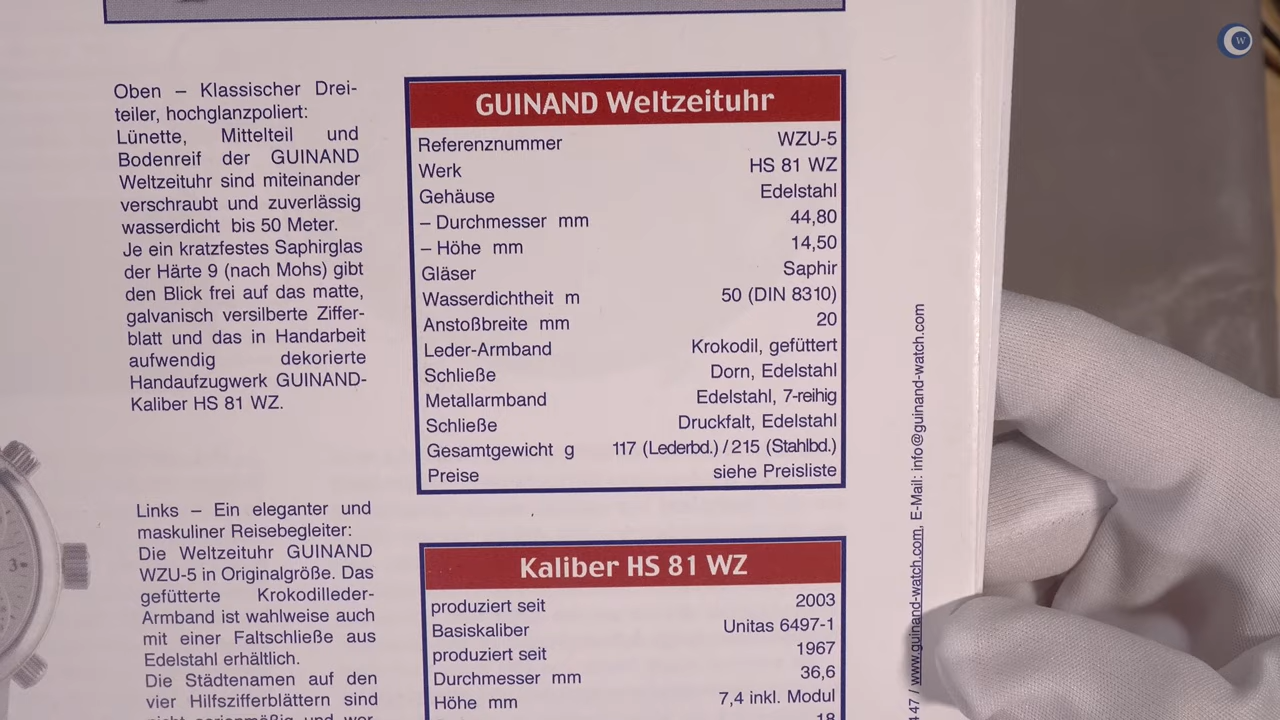 Oben – Klassischer Drei-
teiler, hochglanzpoliert:
Lünette, Mittelteil und
Bodenreif der GUINAND
Weltzeituhr sind miteinander
verschraubt und zuverlässig
wasserdicht bis 50 Meter.
Je ein kratzfestes Saphirglas
der Härte 9 (nach Mohs) gibt
den Blick frei auf das matte,
galvanisch versilberte Ziffer-
blatt und das in Handarbeit
aufwendig dekorierte
Handaufzugwerk GUINAND-
Kaliber HS 81 WZ.
Links – Ein eleganter und
maskuliner Reisebegleiter:
Die Weltzeituhr GUINAND
WZU-5 in Originalgröße. Das
gefütterte Krokodilleder-
Armband ist wahlweise auch
mit einer Faltschließe aus
Edelstahl erhältlich.
Die Städtenamen auf den
vier Hilfszifferblättern sind
GUINAND Weltzeituhr
Referenznummer WZU-5
Werk HS 81 WZ
Gehäuse Edelstahl
– Durchmesser mm 44,80
– Höhe mm 14,50
Gläser Saphir
Wasserdichtheit m 50 (DIN 8310)
Anstoßbreite mm 20
Leder-Armband Krokodil, gefüttert
Schließe Dorn, Edelstahl
Metallarmband Edelstahl, 7-reihig
Schließe Druckfalt, Edelstahl
Gesamtgewicht g 117 (Lederbd.) / 215 (Stahlbd.)
Preise siehe Preisliste
Kaliber HS 81 WZ
produziert seit 2003
Basiskaliber Unitas 6497-1
produziert seit 1967
Durchmesser mm 36,6
Höhe mm 7,4 inkl. Modul
18
47 / www.guinand-watch.com, E-Mail: info@guinand-watch.com
3
W